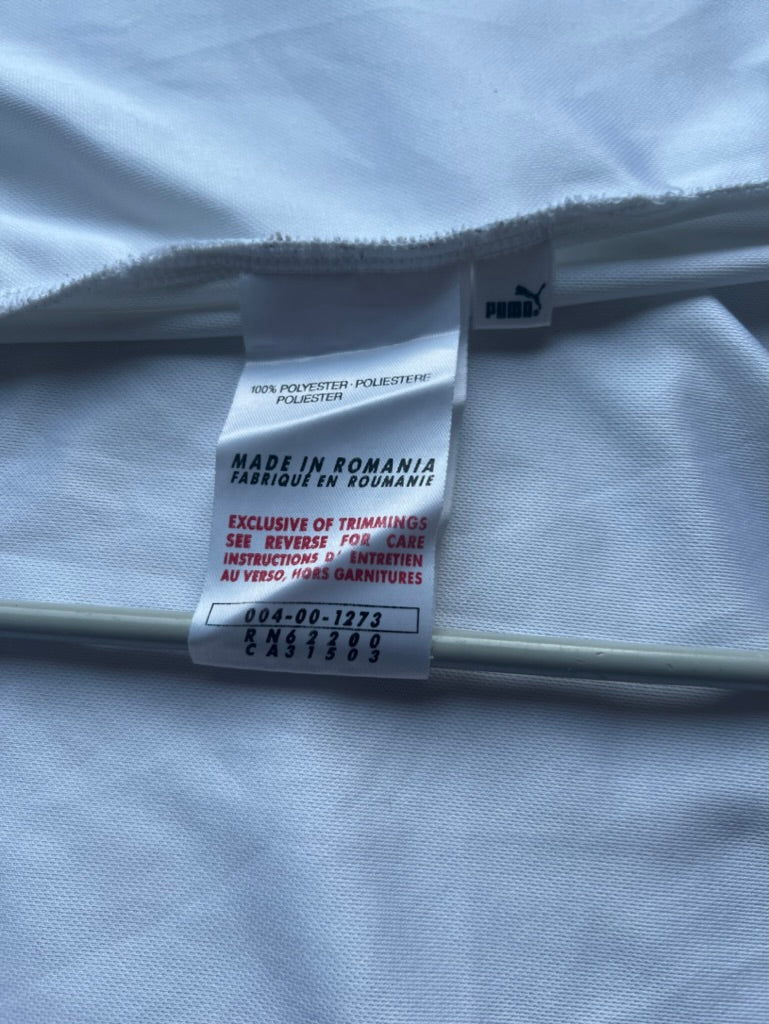 PUMA
100% POLYESTER · POLIESTERE
POLIESTER
MADE IN ROMANIA
FABRIQUÉ EN ROUMANIE
EXCLUSIVE OF TRIMMINGS
SEE REVERSE FOR CARE
INSTRUCTIONS D' ENTRETIEN
AU VERSO, HORS GARNITURES
004-00-1273
RN62200
CA31503